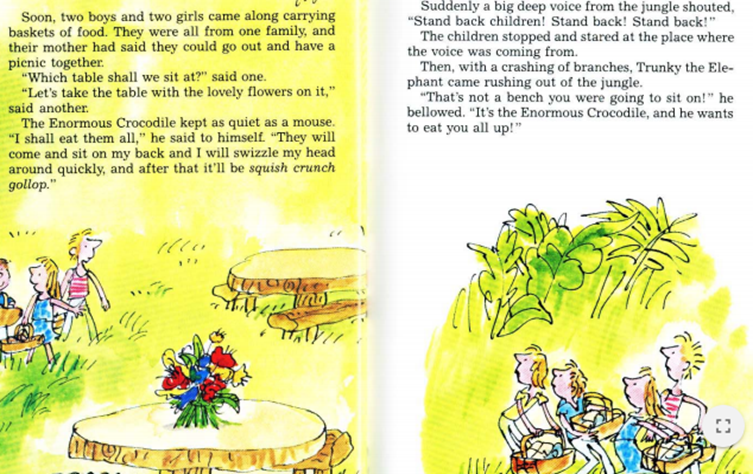 Soon, two boys and two girls came along carrying
baskets of food. They were all from one family, and
their mother had said they could go out and have a
picnic together.
“Which table shall we sit at?” said one.
“Let’s take the table with the lovely flowers on it,”
said another.
The Enormous Crocodile kept as quiet as a mouse.
“I shall eat them all,” he said to himself. “They will
come and sit on my back and I will swizzle my head
around quickly, and after that it’ll be squish crunch
gollop.”
Suddenly a big deep voice from the jungle shouted,
“Stand back children! Stand back! Stand back!”
The children stopped and stared at the place where
the voice was coming from.
Then, with a crashing of branches, Trunky the Ele-
phant came rushing out of the jungle.
“That’s not a bench you were going to sit on!” he
bellowed. “It’s the Enormous Crocodile, and he wants
to eat you all up!”